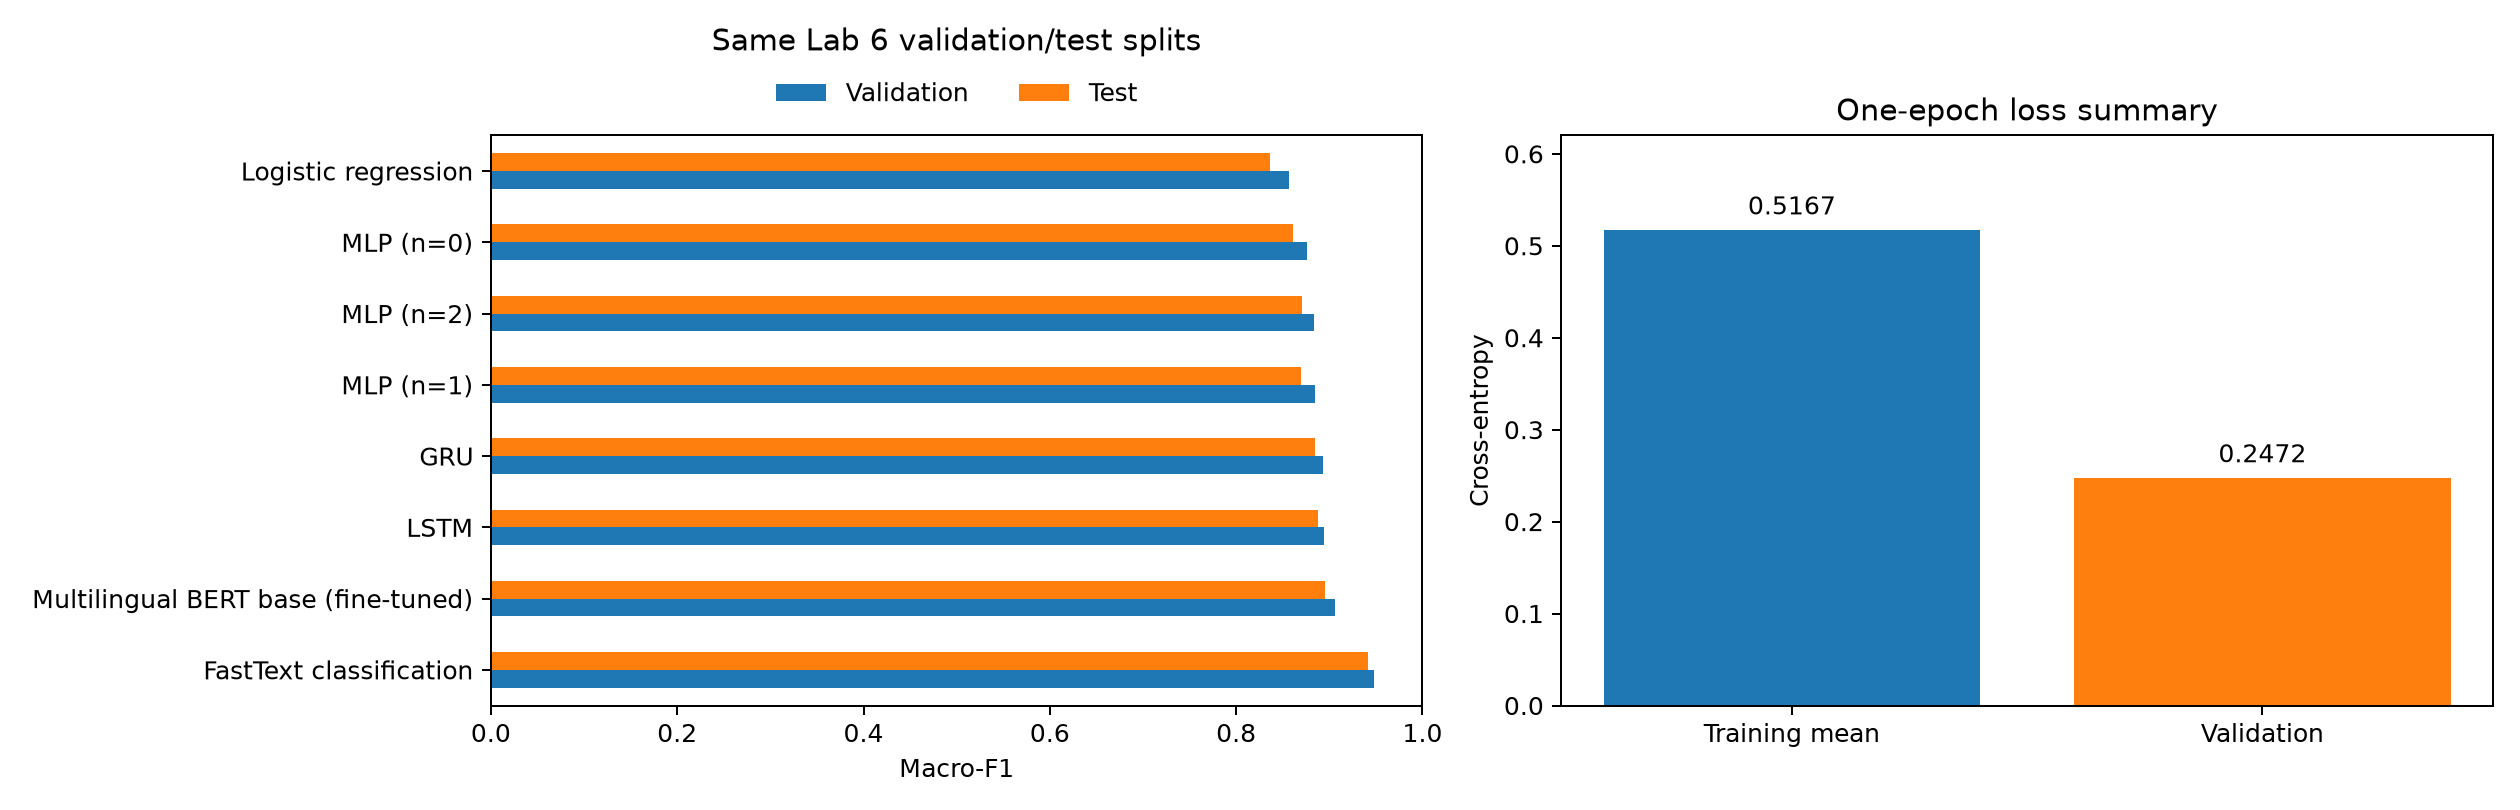 Same Lab 6 validation/test splits
Validation
Test
Logistic regression
MLP (n=0)
MLP (n=2)
MLP (n=1)
GRU
LSTM
Multilingual BERT base (fine-tuned)
FastText classification
0.0 0.2 0.4 0.6 0.8 1.0
Macro-F1
One-epoch loss summary
Cross-entropy
0.6
0.5
0.4
0.3
0.2
0.1
0.0
0.5167
0.2472
Training mean
Validation